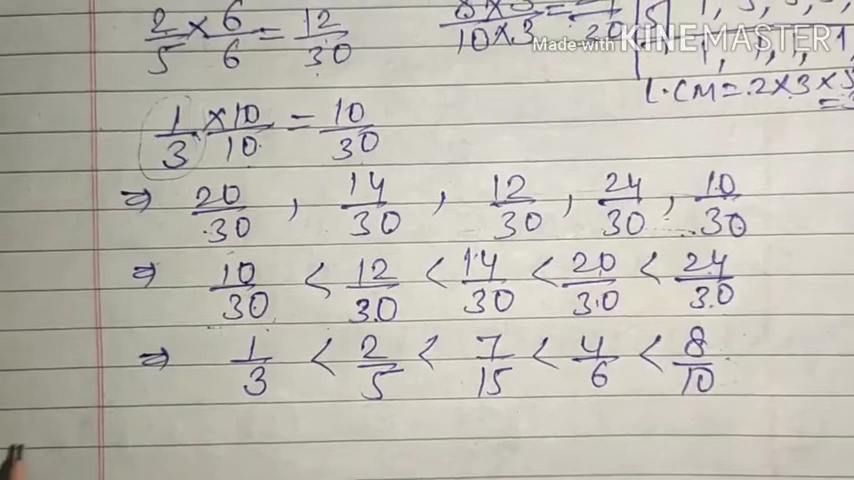 2/5 × 6/6 = 12/30
8×3/10×3 = 24/30
L.CM = 2×3×5
Made with KINEMASTER
1/3 ×10/10 = 10/30
⇒ 20/30 , 14/30 , 12/30 , 24/30 , 10/30
⇒ 10/30 < 12/30 < 14/30 < 20/30 < 24/30
⇒ 1/3 < 2/5 < 7/15 < 4/6 < 8/10